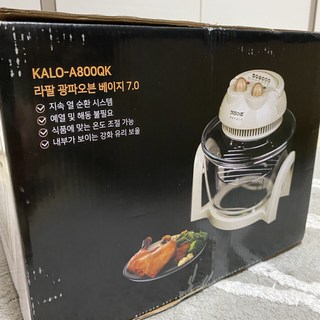 KALO-A800QK
라팔 광파오븐 베이지 7.0
지속 열 순환 시스템
예열 및 해동 불필요
식품에 맞는 온도 조절 가능
내부가 보이는 강화 유리 보울